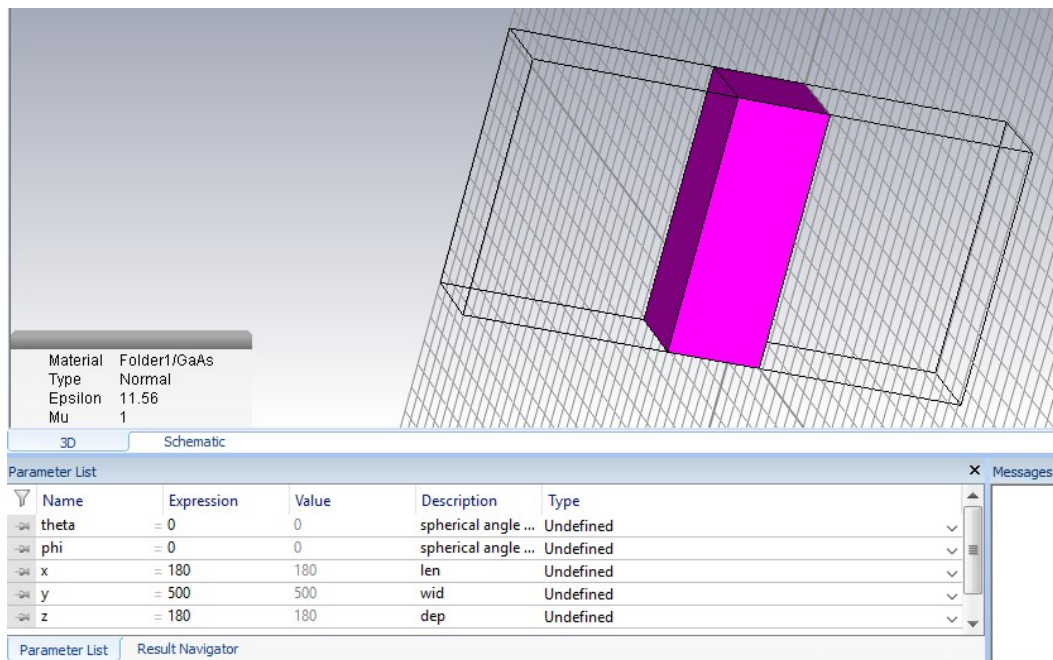 Material Folder1/GaAs
Type Normal
Epsilon 11.56
Mu 1
3D Schematic
Parameter List
Messages
Name Expression Value Description Type
theta = 0 0 spherical angle ... Undefined
phi = 0 0 spherical angle ... Undefined
x = 180 180 len Undefined
y = 500 500 wid Undefined
z = 180 180 dep Undefined
Parameter List Result Navigator